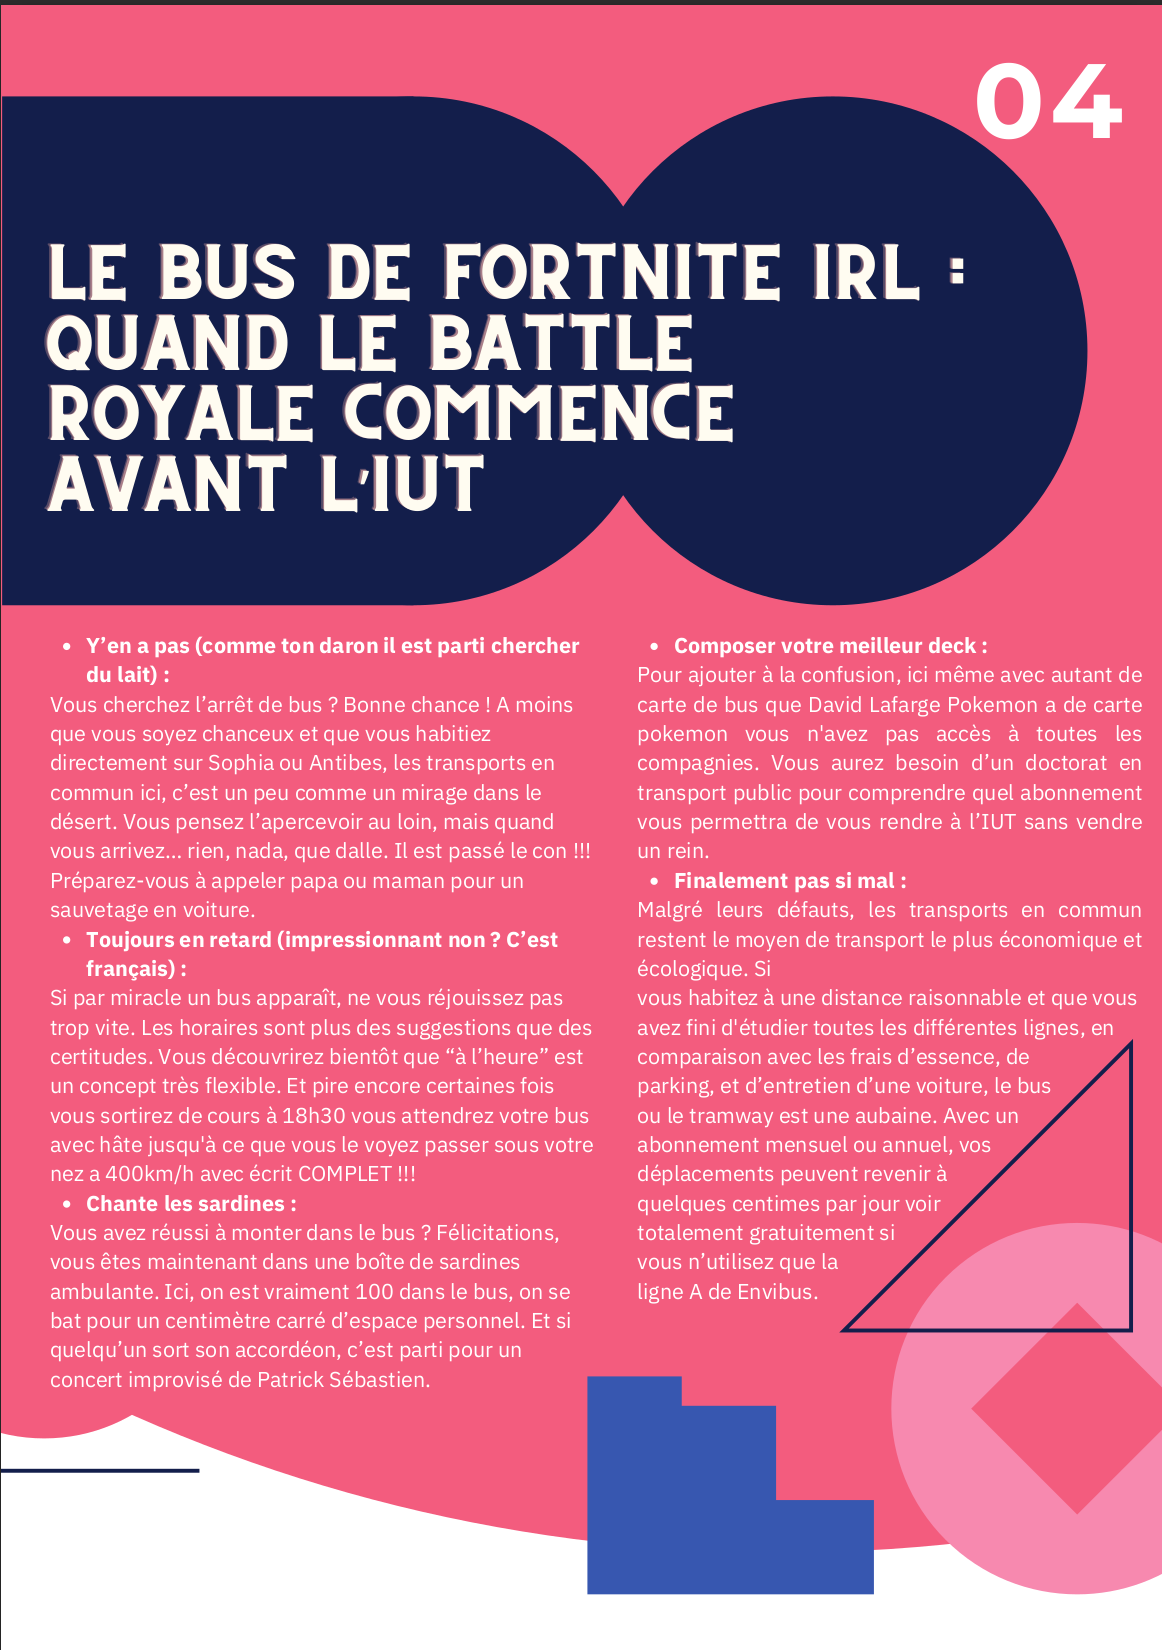 04
LE BUS DE FORTNITE IRL :
QUAND LE BATTLE
ROYALE COMMENCE
AVANT L'IUT
• Y’en a pas (comme ton daron il est parti chercher
du lait) :
Vous cherchez l’arrêt de bus ? Bonne chance ! A moins
que vous soyez chanceux et que vous habitiez
directement sur Sophia ou Antibes, les transports en
commun ici, c’est un peu comme un mirage dans le
désert. Vous pensez l’apercevoir au loin, mais quand
vous arrivez... rien, nada, que dalle. Il est passé le con !!!
Préparez-vous à appeler papa ou maman pour un
sauvetage en voiture.
• Toujours en retard (impressionnant non ? C’est
français) :
Si par miracle un bus apparaît, ne vous réjouissez pas
trop vite. Les horaires sont plus des suggestions que des
certitudes. Vous découvrirez bientôt que “à l’heure” est
un concept très flexible. Et pire encore certaines fois
vous sortirez de cours à 18h30 vous attendrez votre bus
avec hâte jusqu'à ce que vous le voyez passer sous votre
nez a 400km/h avec écrit COMPLET !!!
• Chante les sardines :
Vous avez réussi à monter dans le bus ? Félicitations,
vous êtes maintenant dans une boîte de sardines
ambulante. Ici, on est vraiment 100 dans le bus, on se
bat pour un centimètre carré d’espace personnel. Et si
quelqu’un sort son accordéon, c’est parti pour un
concert improvisé de Patrick Sébastien.
• Composer votre meilleur deck :
Pour ajouter à la confusion, ici même avec autant de
carte de bus que David Lafarge Pokemon a de carte
pokemon vous n'avez pas accès à toutes les
compagnies. Vous aurez besoin d’un doctorat en
transport public pour comprendre quel abonnement
vous permettra de vous rendre à l’IUT sans vendre
un rein.
• Finalement pas si mal :
Malgré leurs défauts, les transports en commun
restent le moyen de transport le plus économique et
écologique. Si
vous habitez à une distance raisonnable et que vous
avez fini d'étudier toutes les différentes lignes, en
comparaison avec les frais d’essence, de
parking, et d’entretien d’une voiture, le bus
ou le tramway est une aubaine. Avec un
abonnement mensuel ou annuel, vos
déplacements peuvent revenir à
quelques centimes par jour voir
totalement gratuitement si
vous n’utilisez que la
ligne A de Envibus.